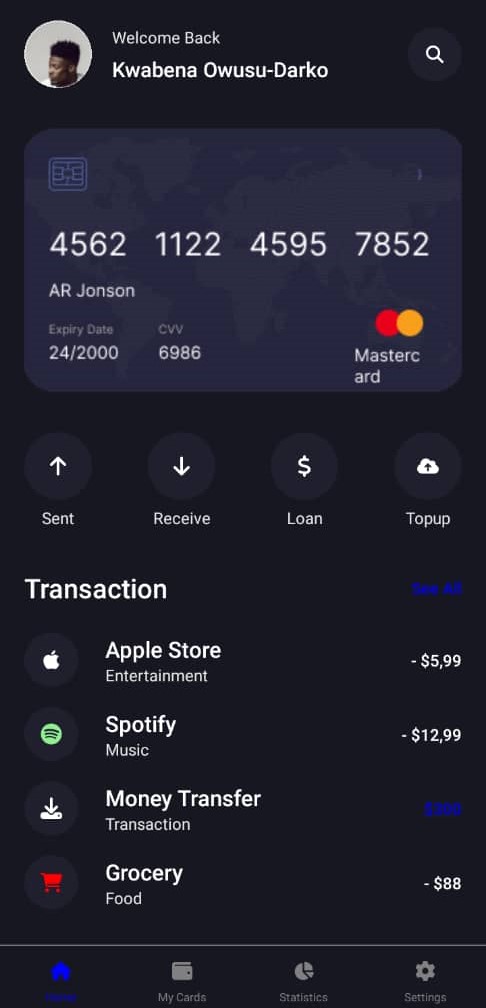 Welcome Back
Kwabena Owusu-Darko
4562 1122 4595 7852
AR Jonson
Expiry Date CVV
24/2000 6986
Masterc
ard
Sent Receive Loan Topup
Transaction See All
Apple Store
Entertainment
- $5,99
Spotify
Music
- $12,99
Money Transfer
Transaction
$300
Grocery
Food
- $88
Home My Cards Statistics Settings